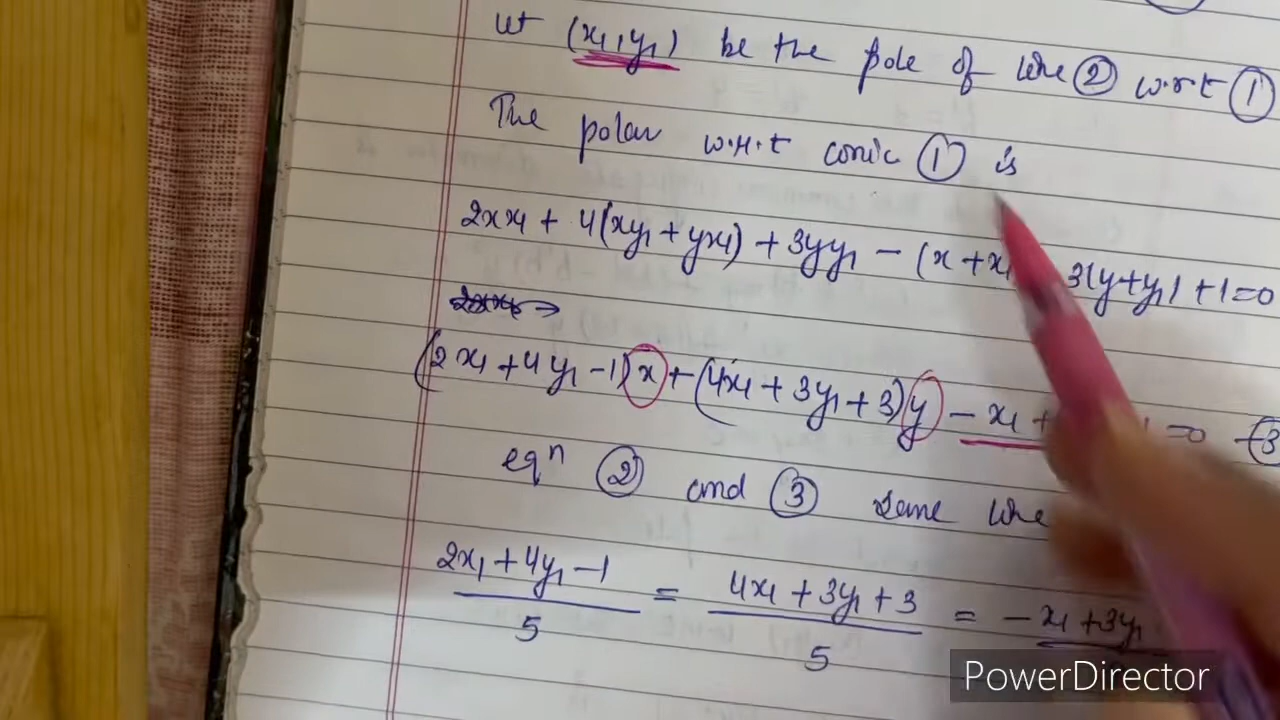 Let (x₁, y₁) be the pole of line ② w.r.t ①
The polar w.r.t conic ① is
2xx₁ + 4(xy₁ + yx₁) + 3yy₁ - (x + x₁ 3(y+y₁) + 1=0
(2x₁ + 4y₁ - 1)x + (4x₁ + 3y₁ + 3)y - x₁ + 1 =0 -③
eqⁿ ② and ③ same line
2x₁ + 4y₁ - 1 / 5 = 4x₁ + 3y₁ + 3 / 5 = -x₁ + 3y₁
PowerDirector